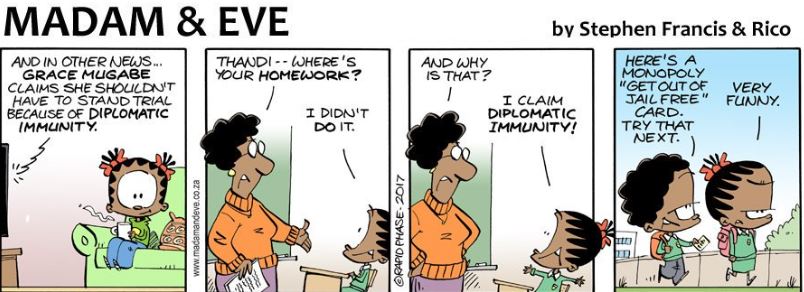 MADAM & EVE
by Stephen Francis & Rico
AND IN OTHER NEWS...
GRACE MUGABE
CLAIMS SHE SHOULDN'T
HAVE TO STAND TRIAL
BECAUSE OF DIPLOMATIC
IMMUNITY.
THANDI -- WHERE'S
YOUR HOMEWORK?
I DIDN'T
DO IT.
www.madamandeve.co.za
AND WHY
IS THAT?
I CLAIM
DIPLOMATIC
IMMUNITY!
©RAPID PHASE - 2017
HERE'S A
MONOPOLY
"GET OUT OF
JAIL FREE"
CARD.
TRY THAT
NEXT.
VERY
FUNNY.